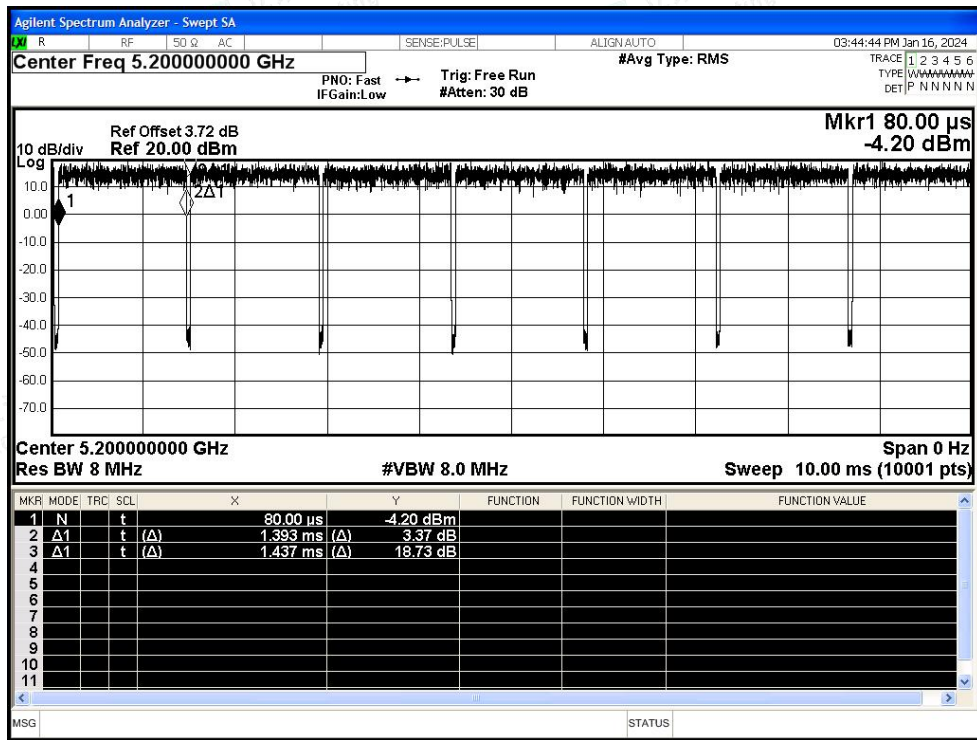 Agilent Spectrum Analyzer - Swept SA
LXI R RF 50 Ω AC SENSE:PULSE ALIGN AUTO 03:44:44 PM Jan 16, 2024
Center Freq 5.200000000 GHz
PNO: Fast
IFGain:Low
Trig: Free Run
#Atten: 30 dB
#Avg Type: RMS
TRACE 1 2 3 4 5 6
TYPE W
DET P N N N N N
Mkr1 80.00 µs
-4.20 dBm
Ref Offset 3.72 dB
10 dB/div Ref 20.00 dBm
Log
10.0
0.00
-10.0
-20.0
-30.0
-40.0
-50.0
-60.0
-70.0
1
2Δ1
Center 5.200000000 GHz Span 0 Hz
Res BW 8 MHz #VBW 8.0 MHz Sweep 10.00 ms (10001 pts)
MKR MODE TRC SCL X Y FUNCTION FUNCTION WIDTH FUNCTION VALUE
1 N t 80.00 µs -4.20 dBm
2 Δ1 t (Δ) 1.393 ms (Δ) 3.37 dB
3 Δ1 t (Δ) 1.437 ms (Δ) 18.73 dB
4
5
6
7
8
9
10
11
MSG STATUS